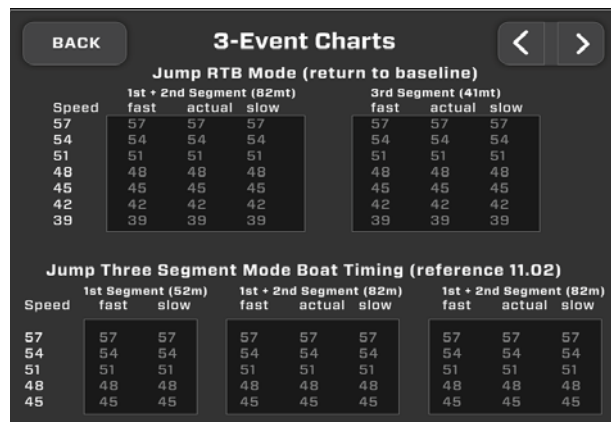 BACK 3-Event Charts < >
Jump RTB Mode (return to baseline)
1st + 2nd Segment (82mt) 3rd Segment (41mt)
Speed fast actual slow fast actual slow
57 57 57 57 57 57 57
54 54 54 54 54 54 54
51 51 51 51 51 51 51
48 48 48 48 48 48 48
45 45 45 45 45 45 45
42 42 42 42 42 42 42
39 39 39 39 39 39 39
Jump Three Segment Mode Boat Timing (reference 11.02)
1st Segment (52m) 1st + 2nd Segment (82m) 1st + 2nd Segment (82m)
Speed fast slow fast actual slow fast actual slow
57 57 57 57 57 57 57 57 57
54 54 54 54 54 54 54 54 54
51 51 51 51 51 51 51 51 51
48 48 48 48 48 48 48 48 48
45 45 45 45 45 45 45 45 45